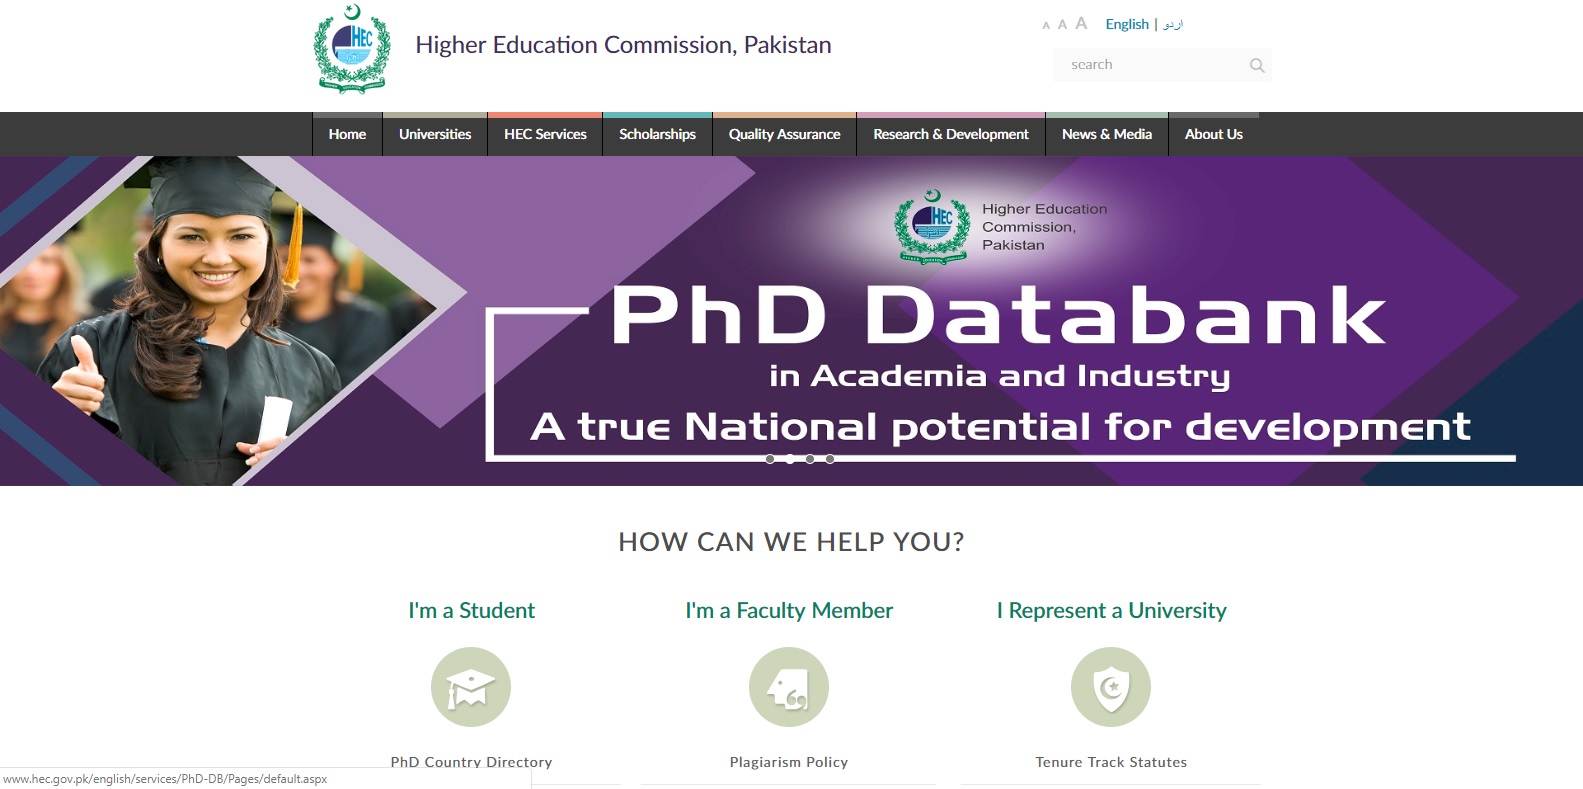 HEC
Higher Education Commission, Pakistan
A A A English | اردو
search
Home Universities HEC Services Scholarships Quality Assurance Research & Development News & Media About Us
HEC
Higher Education
Commission,
Pakistan
PhD Databank
in Academia and Industry
A true National potential for development
HOW CAN WE HELP YOU?
I'm a Student I'm a Faculty Member I Represent a University
PhD Country Directory Plagiarism Policy Tenure Track Statutes
www.hec.gov.pk/english/services/PhD-DB/Pages/default.aspx